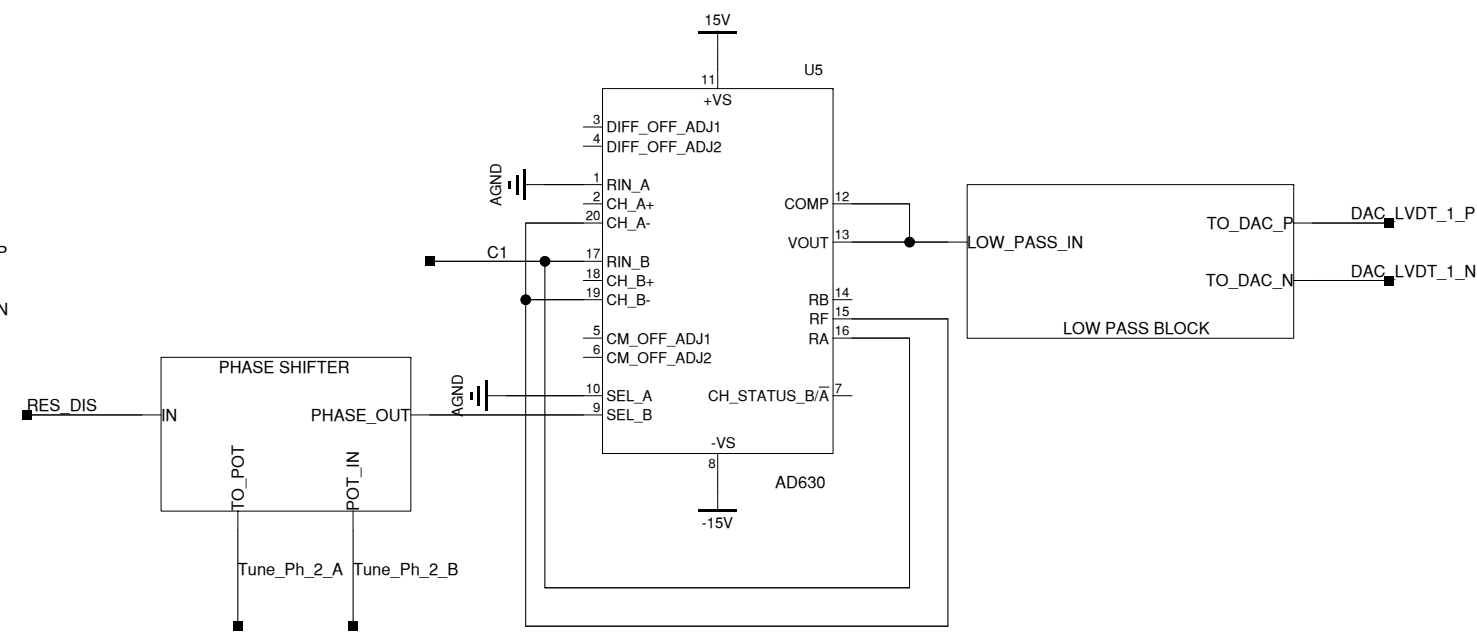 15V
U5
11
+VS
3 DIFF_OFF_ADJ1
4 DIFF_OFF_ADJ2
AGND
1 RIN_A
2 CH_A+
20 CH_A-
COMP 12
VOUT 13
LOW_PASS_IN
TO_DAC_P
DAC_LVDT_1_P
TO_DAC_N
DAC_LVDT_1_N
LOW PASS BLOCK
P
N
C1
17 RIN_B
18 CH_B+
19 CH_B-
RB 14
RF 15
RA 16
5 CM_OFF_ADJ1
6 CM_OFF_ADJ2
PHASE SHIFTER
AGND
10 SEL_A
9 SEL_B
CH_STATUS_B/A̅ 7
RES_DIS
IN
PHASE_OUT
TO_POT
POT_IN
-VS
8
AD630
-15V
Tune_Ph_2_A
Tune_Ph_2_B